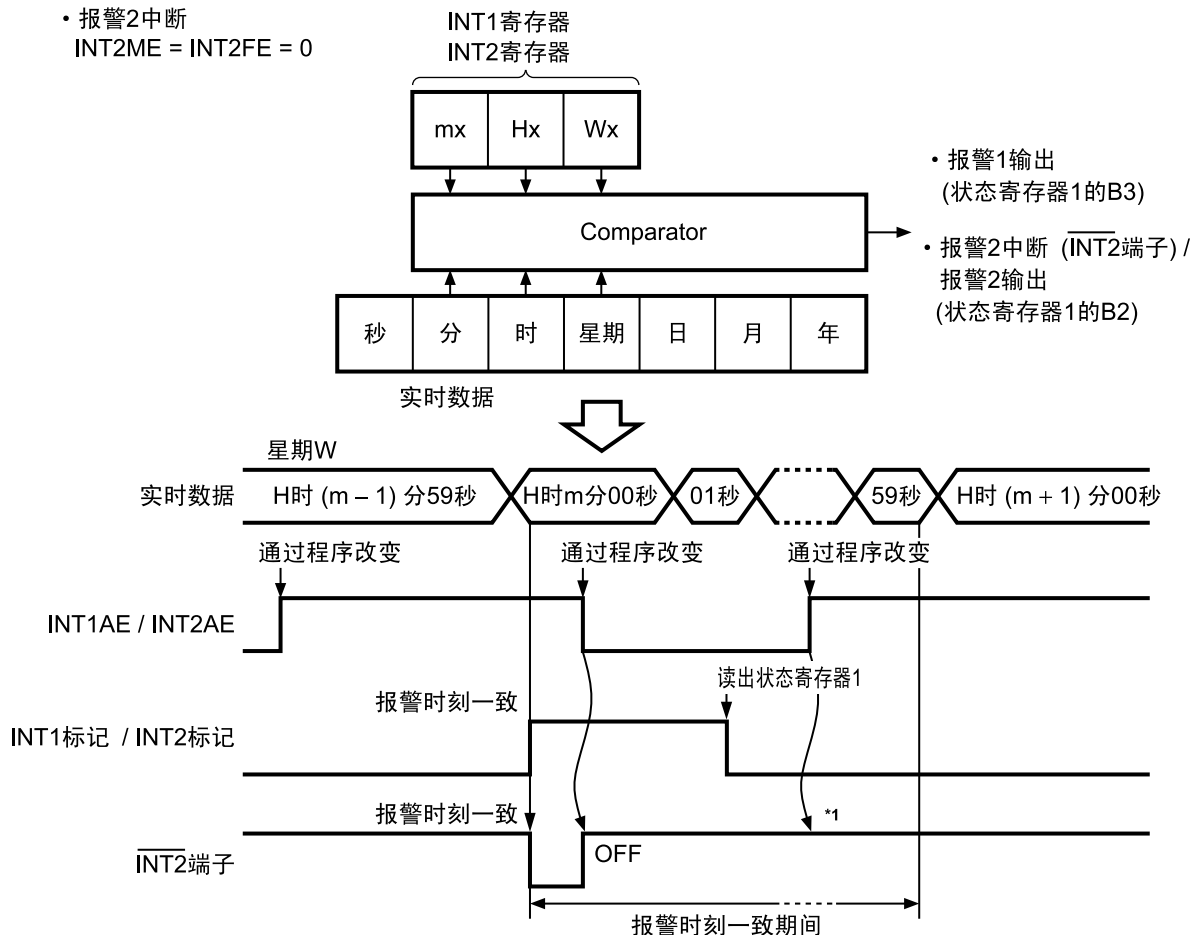 ・报警2中断
INT2ME = INT2FE = 0
INT1寄存器
INT2寄存器
mx Hx Wx
Comparator
・报警1输出
(状态寄存器1的B3)
・报警2中断 (INT2端子) /
报警2输出
(状态寄存器1的B2)
秒 分 时 星期 日 月 年
实时数据
星期W
实时数据 H时 (m – 1) 分59秒 H时m分00秒 01秒 59秒 H时 (m + 1) 分00秒
通过程序改变 通过程序改变 通过程序改变
INT1AE / INT2AE
读出状态寄存器1
报警时刻一致
INT1标记 / INT2标记
报警时刻一致 *1
INT2端子 OFF
报警时刻一致期间